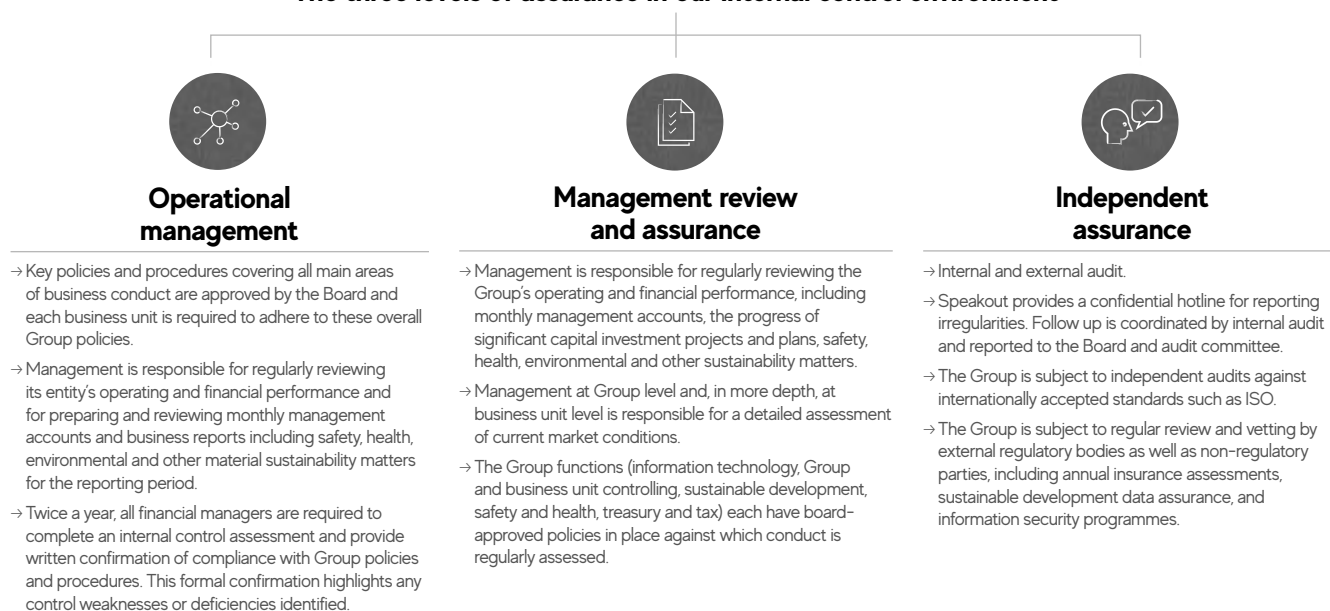 The three levels of assurance in our internal control environment
Operational
management
→ Key policies and procedures covering all main areas
of business conduct are approved by the Board and
each business unit is required to adhere to these overall
Group policies.
→ Management is responsible for regularly reviewing
its entity's operating and financial performance and
for preparing and reviewing monthly management
accounts and business reports including safety, health,
environmental and other material sustainability matters
for the reporting period.
→ Twice a year, all financial managers are required to
complete an internal control assessment and provide
written confirmation of compliance with Group policies
and procedures. This formal confirmation highlights any
control weaknesses or deficiencies identified.
Management review
and assurance
→ Management is responsible for regularly reviewing the
Group's operating and financial performance, including
monthly management accounts, the progress of
significant capital investment projects and plans, safety,
health, environmental and other sustainability matters.
→ Management at Group level and, in more depth, at
business unit level is responsible for a detailed assessment
of current market conditions.
→ The Group functions (information technology, Group
and business unit controlling, sustainable development,
safety and health, treasury and tax) each have board-
approved policies in place against which conduct is
regularly assessed.
Independent
assurance
→ Internal and external audit.
→ Speakout provides a confidential hotline for reporting
irregularities. Follow up is coordinated by internal audit
and reported to the Board and audit committee.
→ The Group is subject to independent audits against
internationally accepted standards such as ISO.
→ The Group is subject to regular review and vetting by
external regulatory bodies as well as non-regulatory
parties, including annual insurance assessments,
sustainable development data assurance, and
information security programmes.